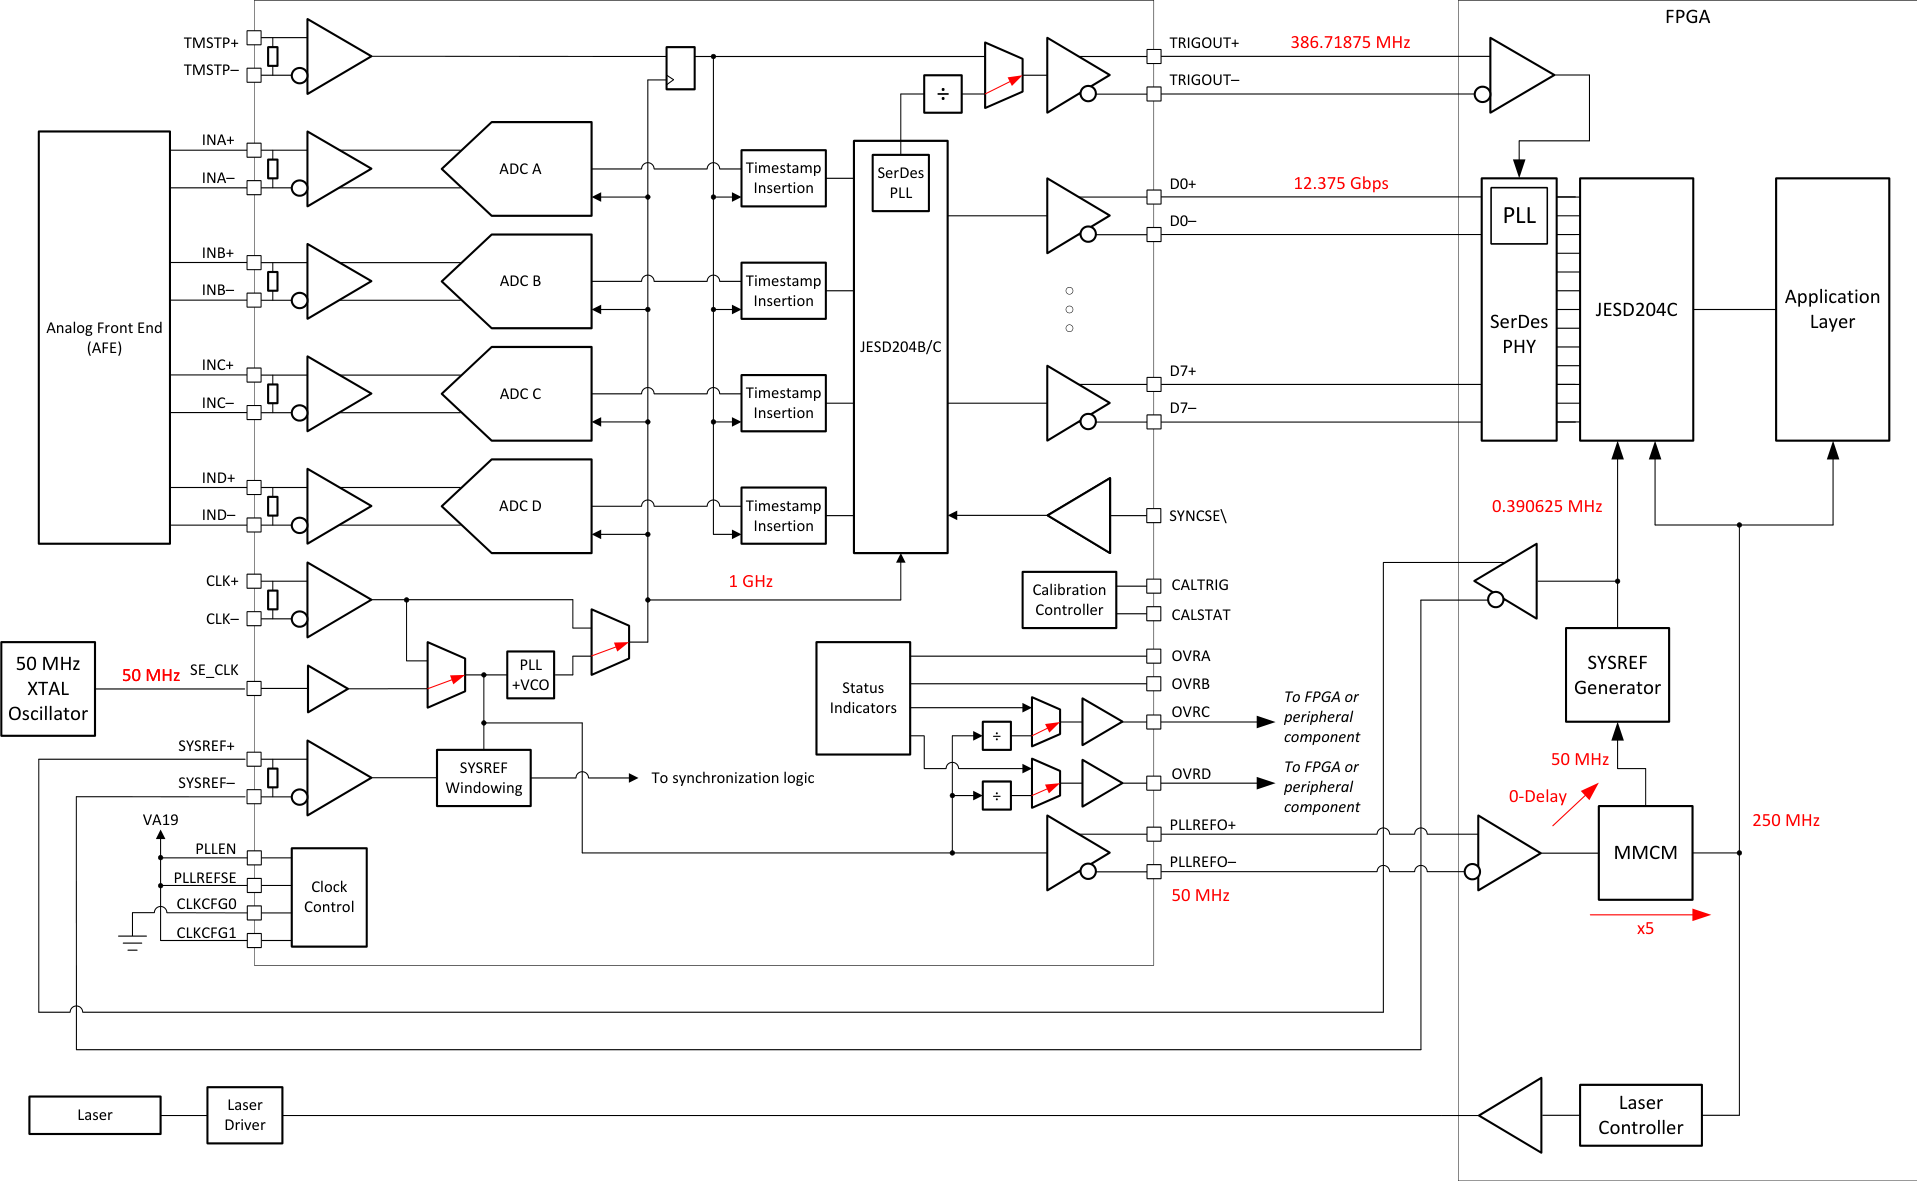 FPGA
TMSTP+
TMSTP–
TRIGOUT+
386.71875 MHz
TRIGOUT–
÷
INA+
INA–
ADC A
Timestamp
Insertion
SerDes
PLL
D0+
12.375 Gbps
D0–
PLL
INB+
INB–
ADC B
Timestamp
Insertion
Analog Front End
(AFE)
JESD204B/C
SerDes
PHY
JESD204C
Application
Layer
INC+
INC–
ADC C
Timestamp
Insertion
D7+
D7–
IND+
IND–
ADC D
Timestamp
Insertion
SYNCSE\
0.390625 MHz
CLK+
CLK–
1 GHz
Calibration
Controller
CALTRIG
CALSTAT
50 MHz
XTAL
Oscillator
50 MHz
SE_CLK
PLL
+VCO
Status
Indicators
OVRA
OVRB
OVRC
÷
To FPGA or
peripheral
component
SYSREF
Generator
SYSREF+
SYSREF–
SYSREF
Windowing
To synchronization logic
÷
OVRD
To FPGA or
peripheral
component
50 MHz
0-Delay
VA19
PLLEN
PLLREFSE
CLKCFG0
CLKCFG1
Clock
Control
PLLREFO+
PLLREFO–
50 MHz
MMCM
250 MHz
x5
Laser
Laser
Driver
Laser
Controller